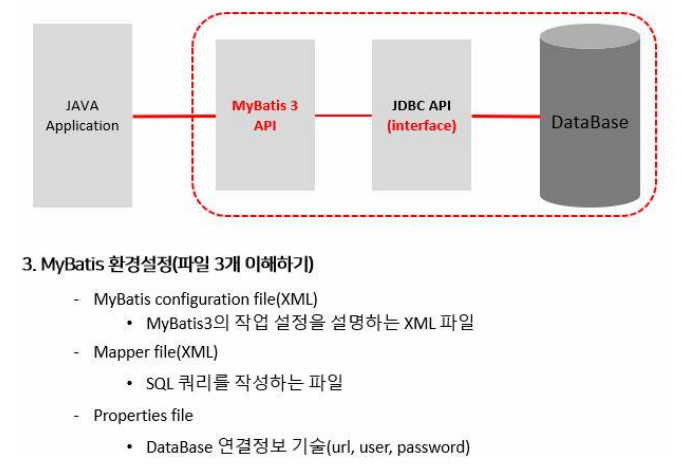 JAVA
Application
MyBatis 3
API
JDBC API
(interface)
DataBase
3. MyBatis 환경설정(파일 3개 이해하기)
- MyBatis configuration file(XML)
• MyBatis3의 작업 설정을 설명하는 XML 파일
- Mapper file(XML)
• SQL 쿼리를 작성하는 파일
- Properties file
• DataBase 연결정보 기술(url, user, password)